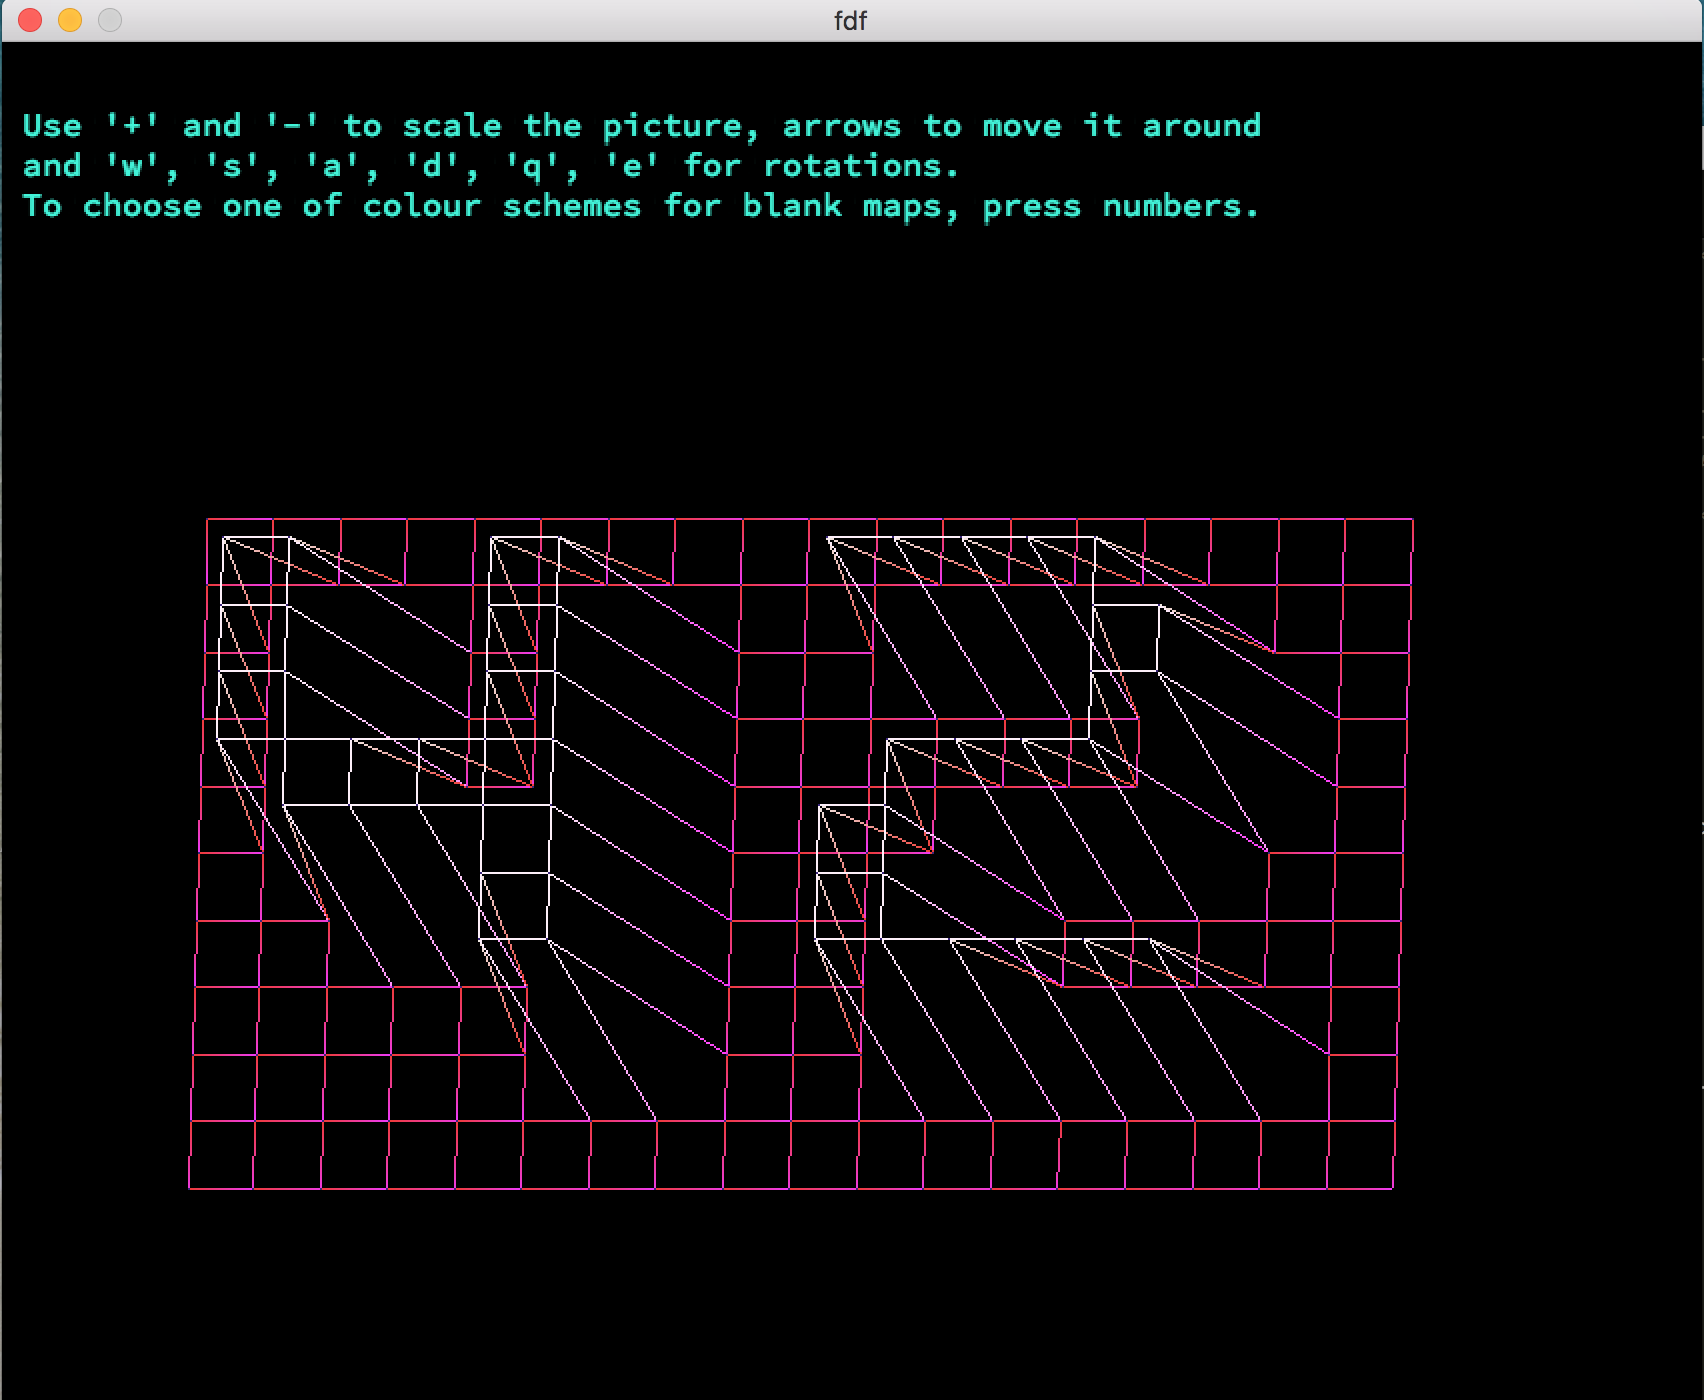 fdf
Use '+' and '-' to scale the picture, arrows to move it around
and 'w', 's', 'a', 'd', 'q', 'e' for rotations.
To choose one of colour schemes for blank maps, press numbers.
42